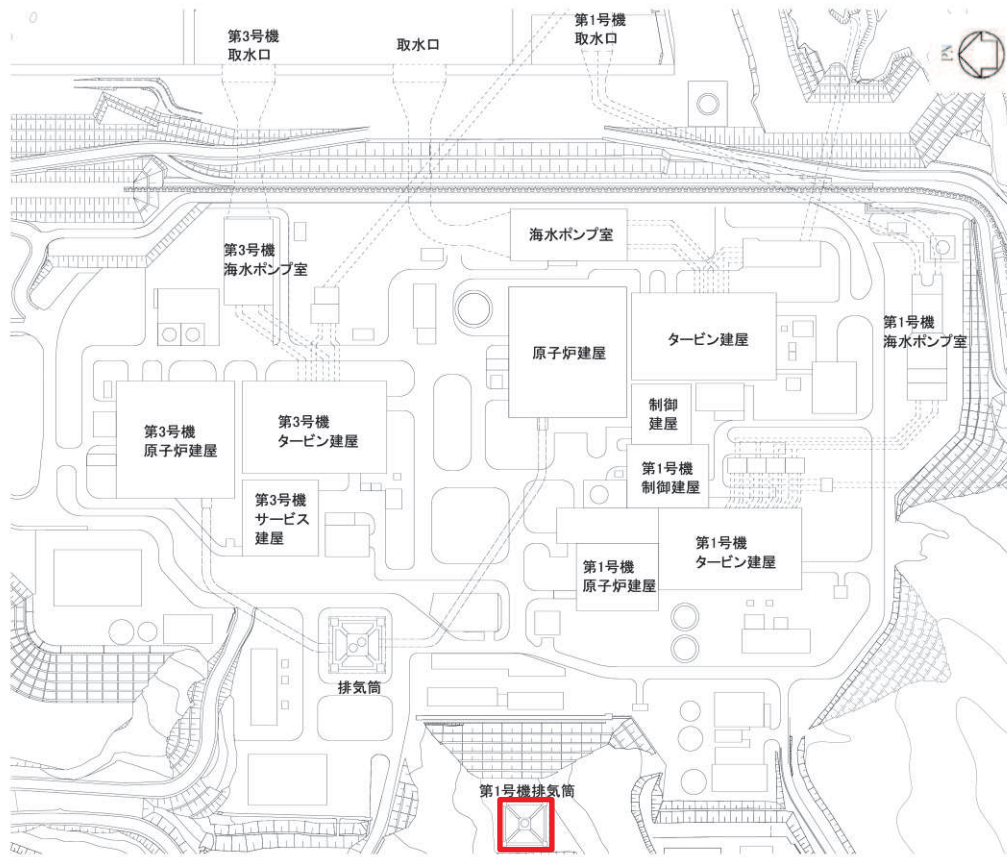 第3号機
取水口
取水口
第1号機
取水口
PN
第3号機
海水ポンプ室
海水ポンプ室
第1号機
海水ポンプ室
原子炉建屋
タービン建屋
制御
建屋
第3号機
原子炉建屋
第3号機
タービン建屋
第1号機
制御建屋
第3号機
サービス
建屋
第1号機
原子炉建屋
第1号機
タービン建屋
排気筒
第1号機排気筒